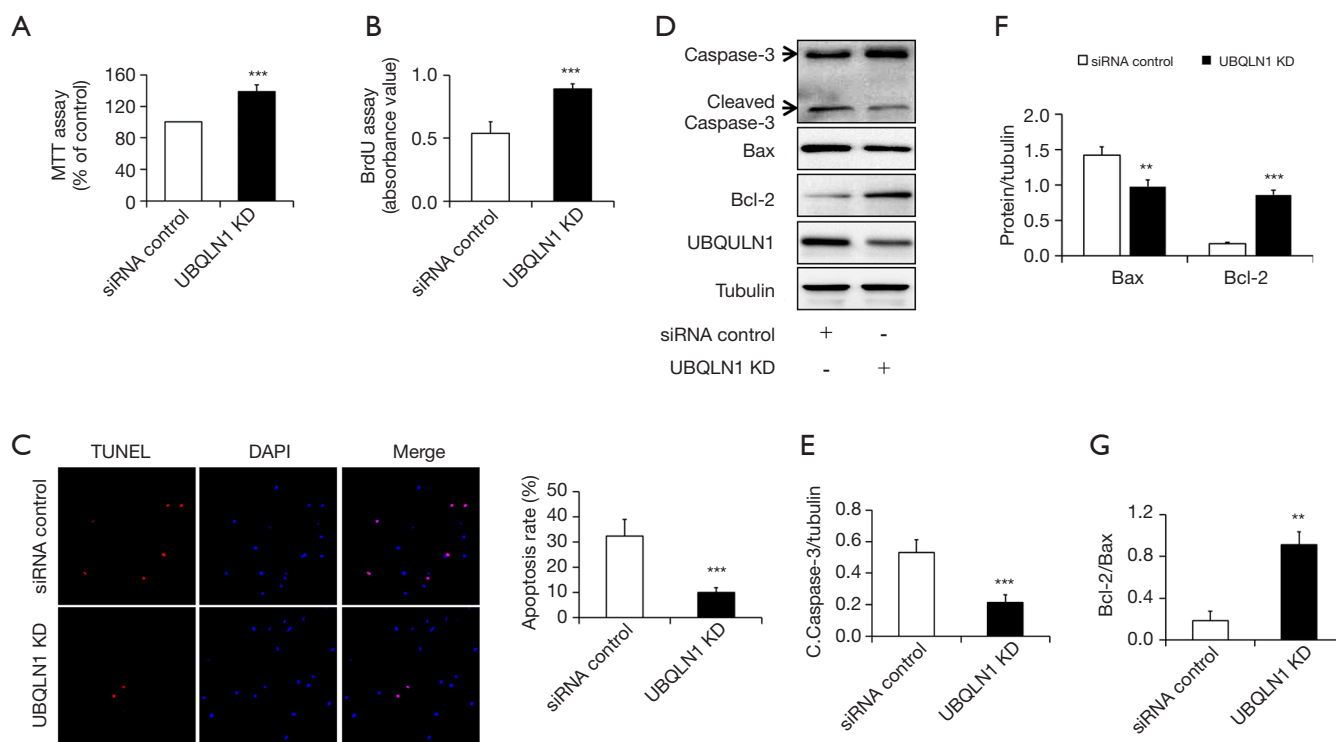 A
MTT assay
(% of control)
160
120
80
40
0
***
siRNA control
UBQLN1 KD
B
BrdU assay
(absorbance value)
1.0
0.5
0.0
***
siRNA control
UBQLN1 KD
D
Caspase-3
Cleaved
Caspase-3
Bax
Bcl-2
UBQULN1
Tubulin
siRNA control + -
UBQLN1 KD - +
F
siRNA control UBQLN1 KD
Protein/tubulin
2.0
1.5
1.0
0.5
0.0
**
***
Bax Bcl-2
C
TUNEL DAPI Merge
siRNA control
UBQLN1 KD
Apoptosis rate (%)
50
40
30
20
10
0
***
siRNA control
UBQLN1 KD
E
C.Caspase-3/tubulin
0.8
0.6
0.4
0.2
0.0
***
siRNA control
UBQLN1 KD
G
Bcl-2/Bax
1.2
0.8
0.4
0.0
**
siRNA control
UBQLN1 KD